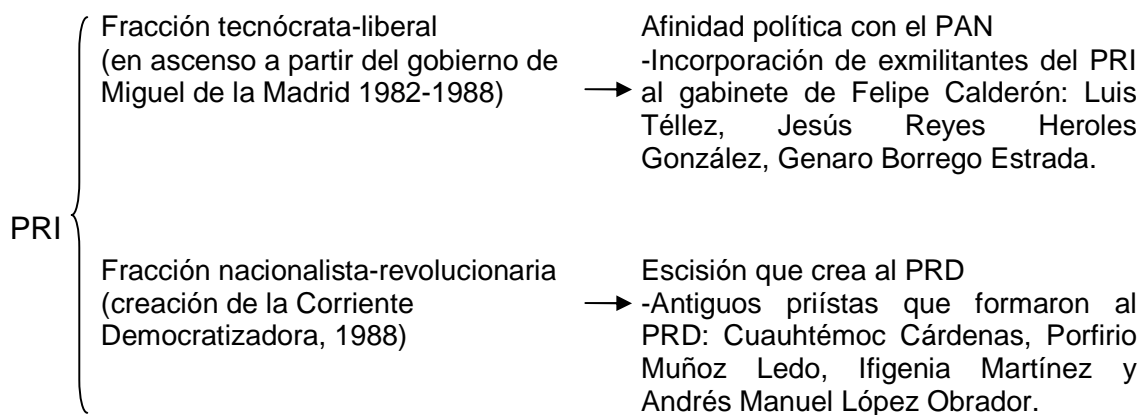 PRI
Fracción tecnócrata-liberal
(en ascenso a partir del gobierno de
Miguel de la Madrid 1982-1988)
Afinidad política con el PAN
-Incorporación de exmilitantes del PRI
al gabinete de Felipe Calderón: Luis
Téllez, Jesús Reyes Heroles
González, Genaro Borrego Estrada.
Fracción nacionalista-revolucionaria
(creación de la Corriente
Democratizadora, 1988)
Escisión que crea al PRD
-Antiguos priístas que formaron al
PRD: Cuauhtémoc Cárdenas, Porfirio
Muñoz Ledo, Ifigenia Martínez y
Andrés Manuel López Obrador.